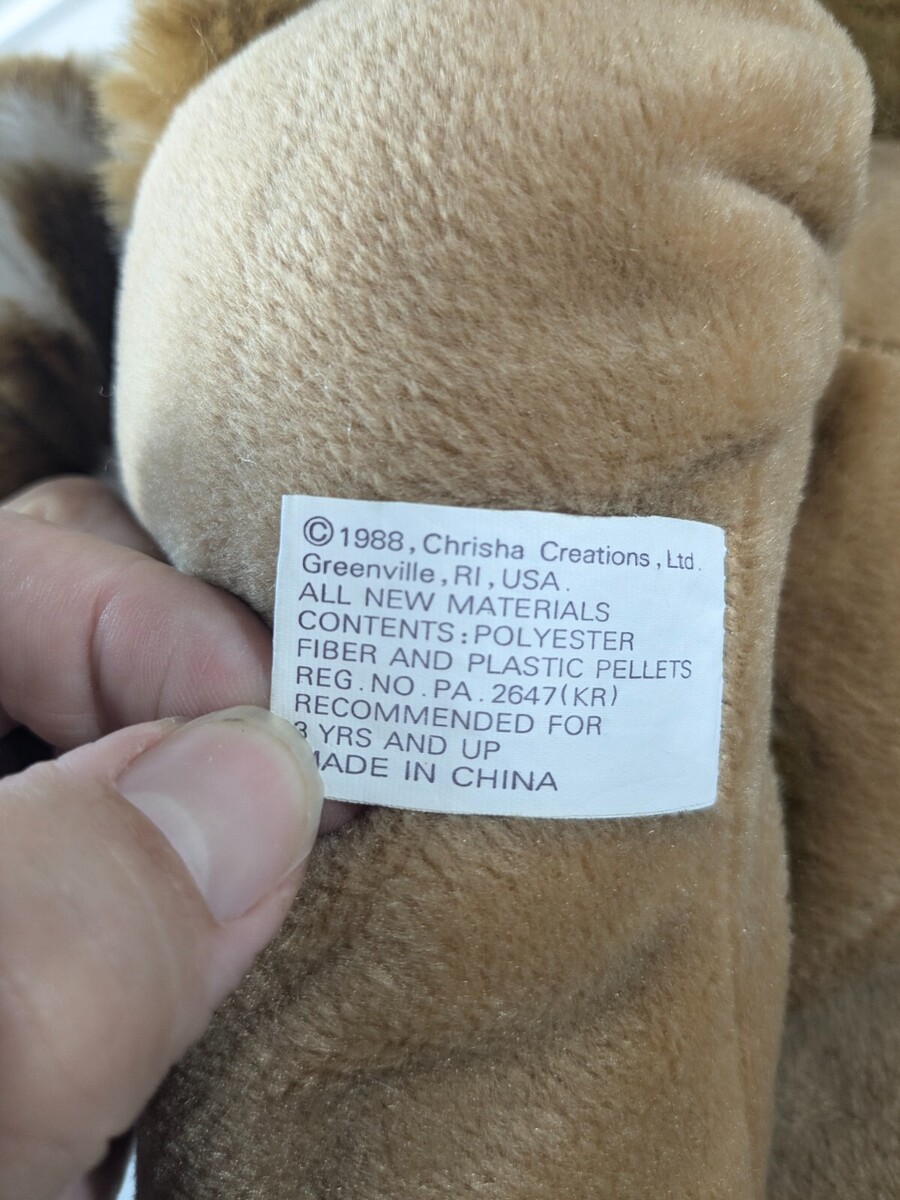 ©1988, Chrisha Creations, Ltd.
Greenville, RI, USA.
ALL NEW MATERIALS
CONTENTS: POLYESTER
FIBER AND PLASTIC PELLETS
REG. NO. PA. 2647(KR)
RECOMMENDED FOR
3 YRS AND UP
MADE IN CHINA